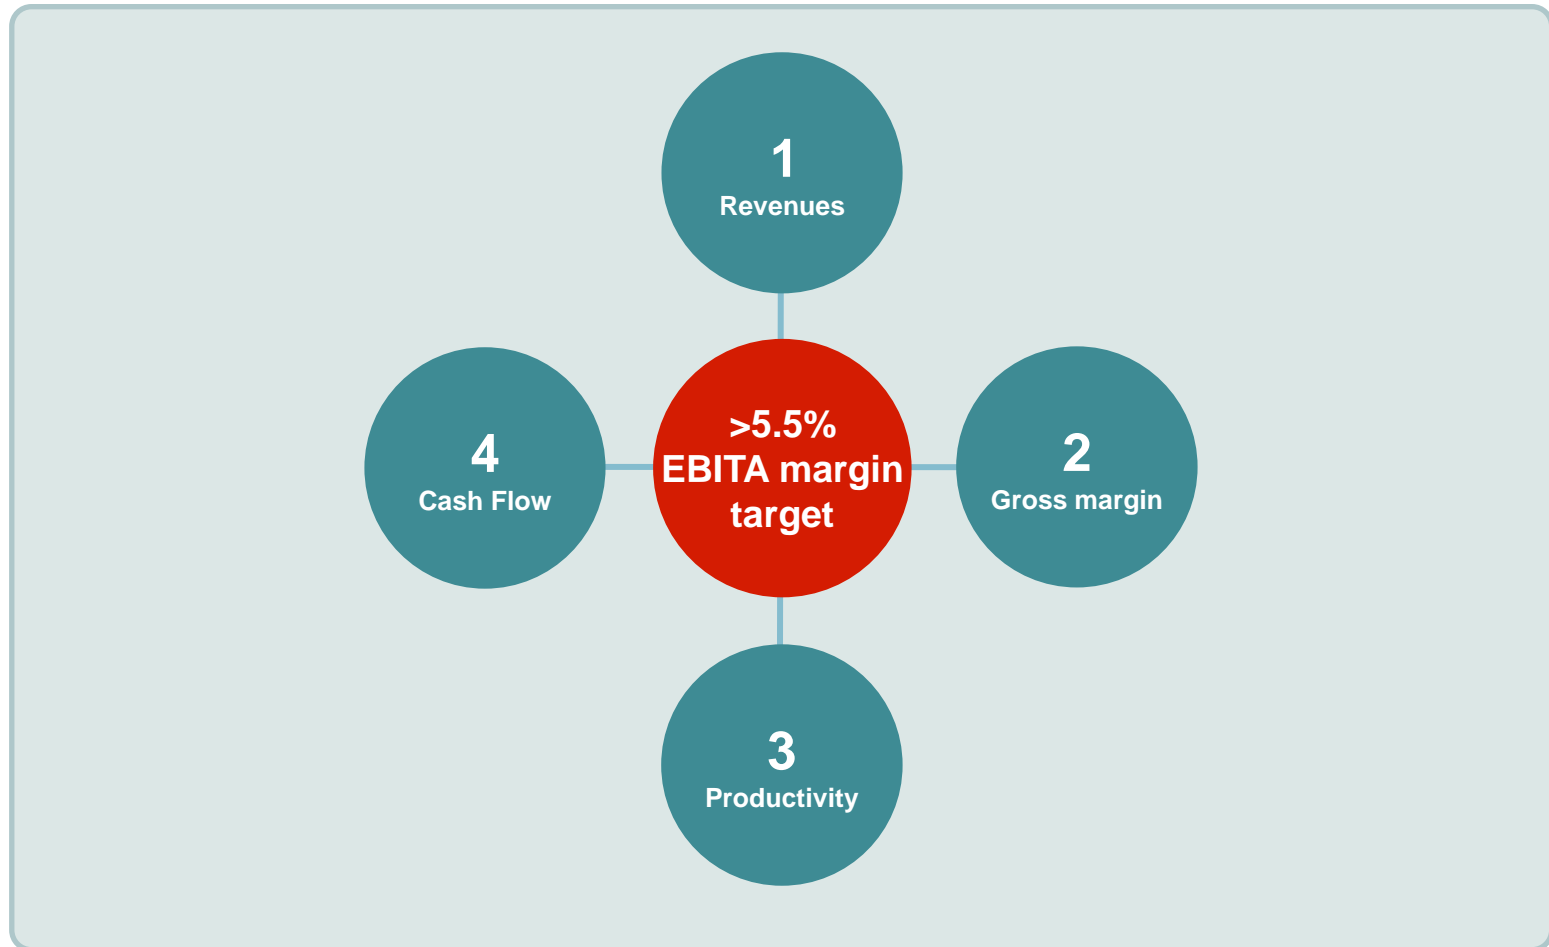 1
Revenues
>5.5%
EBITA margin
target
2
Gross margin
3
Productivity
4
Cash Flow